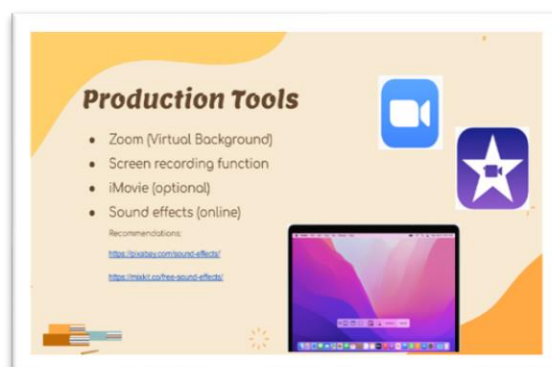 Production Tools
● Zoom (Virtual Background)
● Screen recording function
● iMovie (optional)
● Sound effects (online)
Recommendations:
https://pixabay.com/sound-effects/
https://mixkit.co/free-sound-effects/